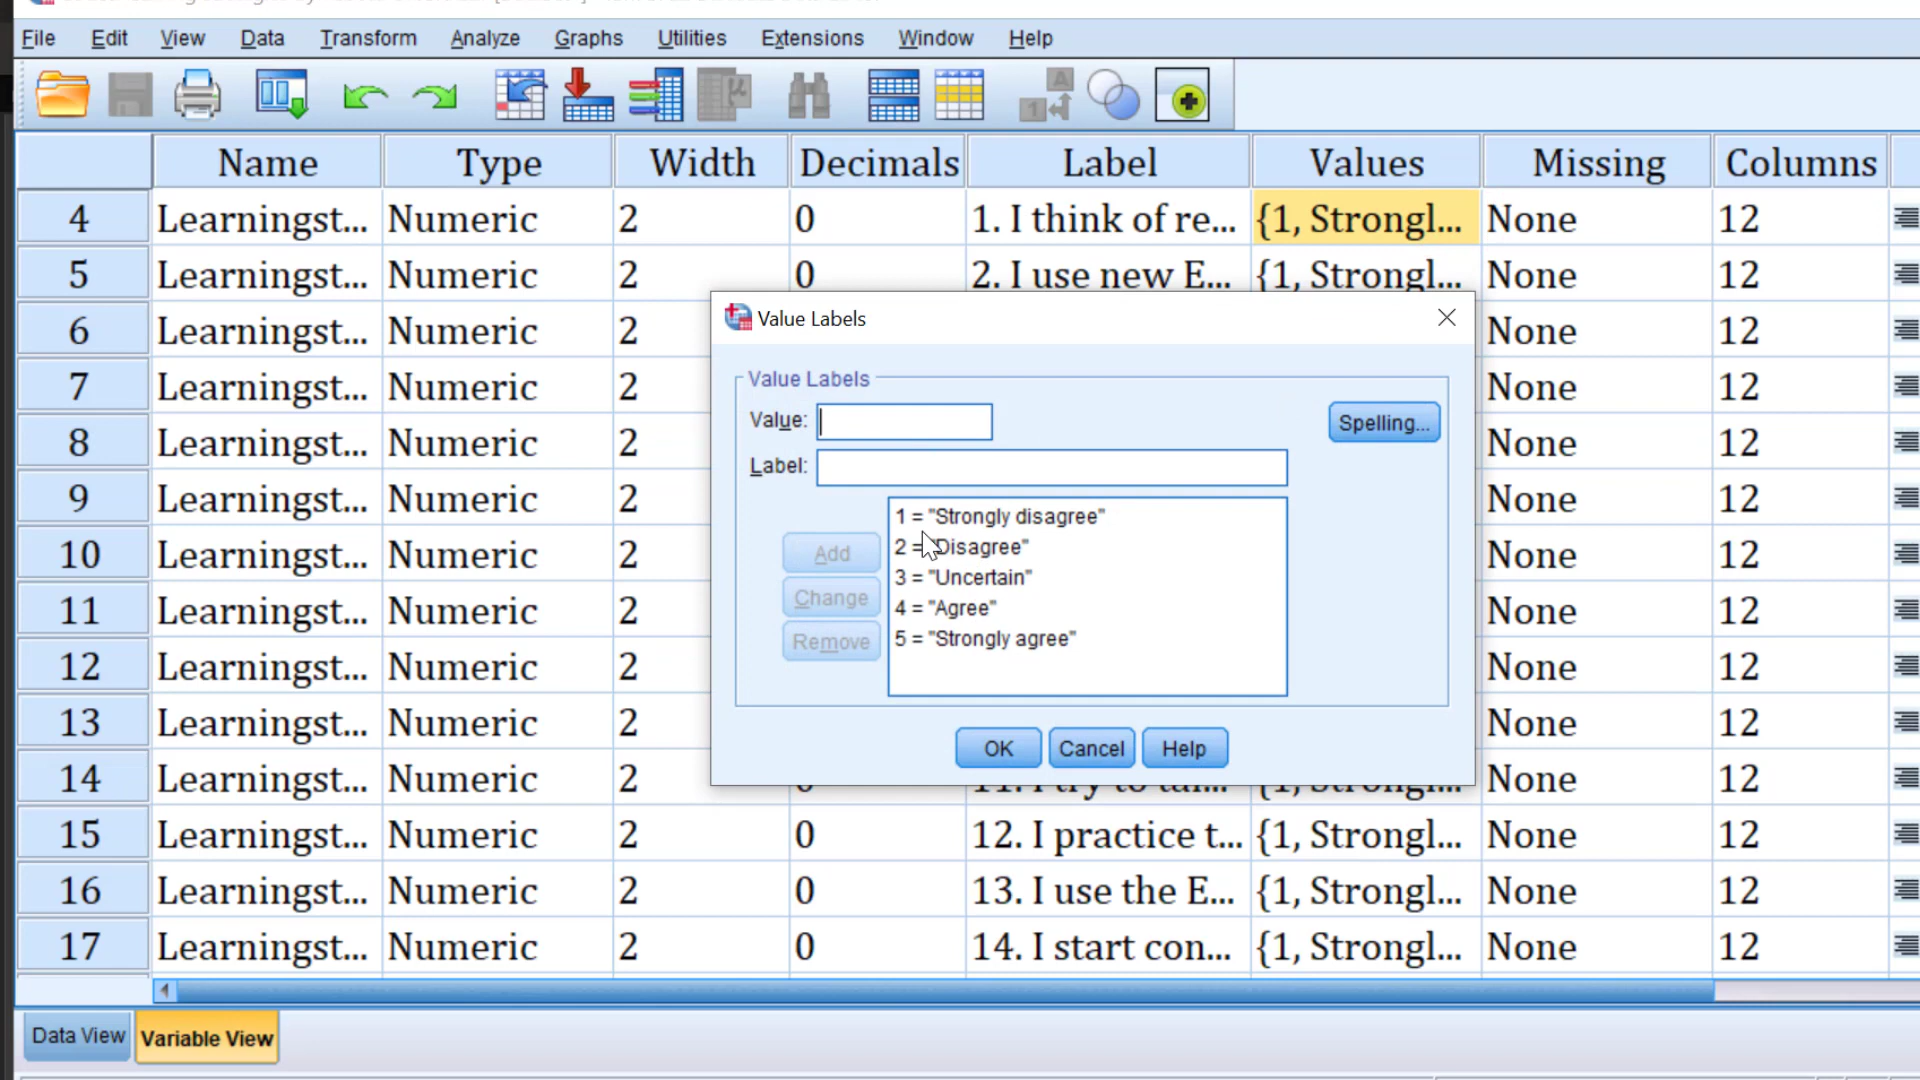 File Edit View Data Transform Analyze Graphs Utilities Extensions Window Help
Name Type Width Decimals Label Values Missing Columns
4 Learningst... Numeric 2 0 1. I think of re... {1, Strongl... None 12
5 Learningst... Numeric 2 0 2. I use new E... {1, Strongl... None 12
6 Learningst... Numeric 2 None 12
7 Learningst... Numeric 2 None 12
8 Learningst... Numeric 2 None 12
9 Learningst... Numeric 2 None 12
10 Learningst... Numeric 2 None 12
11 Learningst... Numeric 2 None 12
12 Learningst... Numeric 2 None 12
13 Learningst... Numeric 2 None 12
14 Learningst... Numeric 2 None 12
15 Learningst... Numeric 2 0 12. I practice t... {1, Strongl... None 12
16 Learningst... Numeric 2 0 13. I use the E... {1, Strongl... None 12
17 Learningst... Numeric 2 0 14. I start con... {1, Strongl... None 12
Value Labels
Value Labels
Value:
Spelling...
Label:
1 = "Strongly disagree"
2 = "Disagree"
3 = "Uncertain"
4 = "Agree"
5 = "Strongly agree"
Add
Change
Remove
OK Cancel Help
Data View Variable View